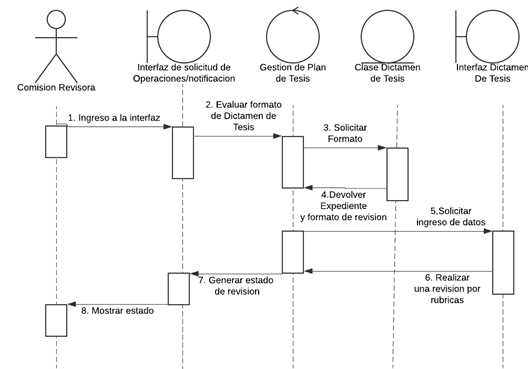 Comision Revisora
Interfaz de solicitud de
Operaciones/notificacion
Gestion de Plan
de Tesis
Clase Dictamen
de Tesis
Interfaz Dictamen
De Tesis
1. Ingreso a la interfaz
2. Evaluar formato
de Dictamen de
Tesis
3. Solicitar
Formato
4.Devolver
Expediente
y formato de revision
5.Solicitar
ingreso de datos
6. Realizar
una revision por
rubricas
7. Generar estado
de revision
8. Mostrar estado